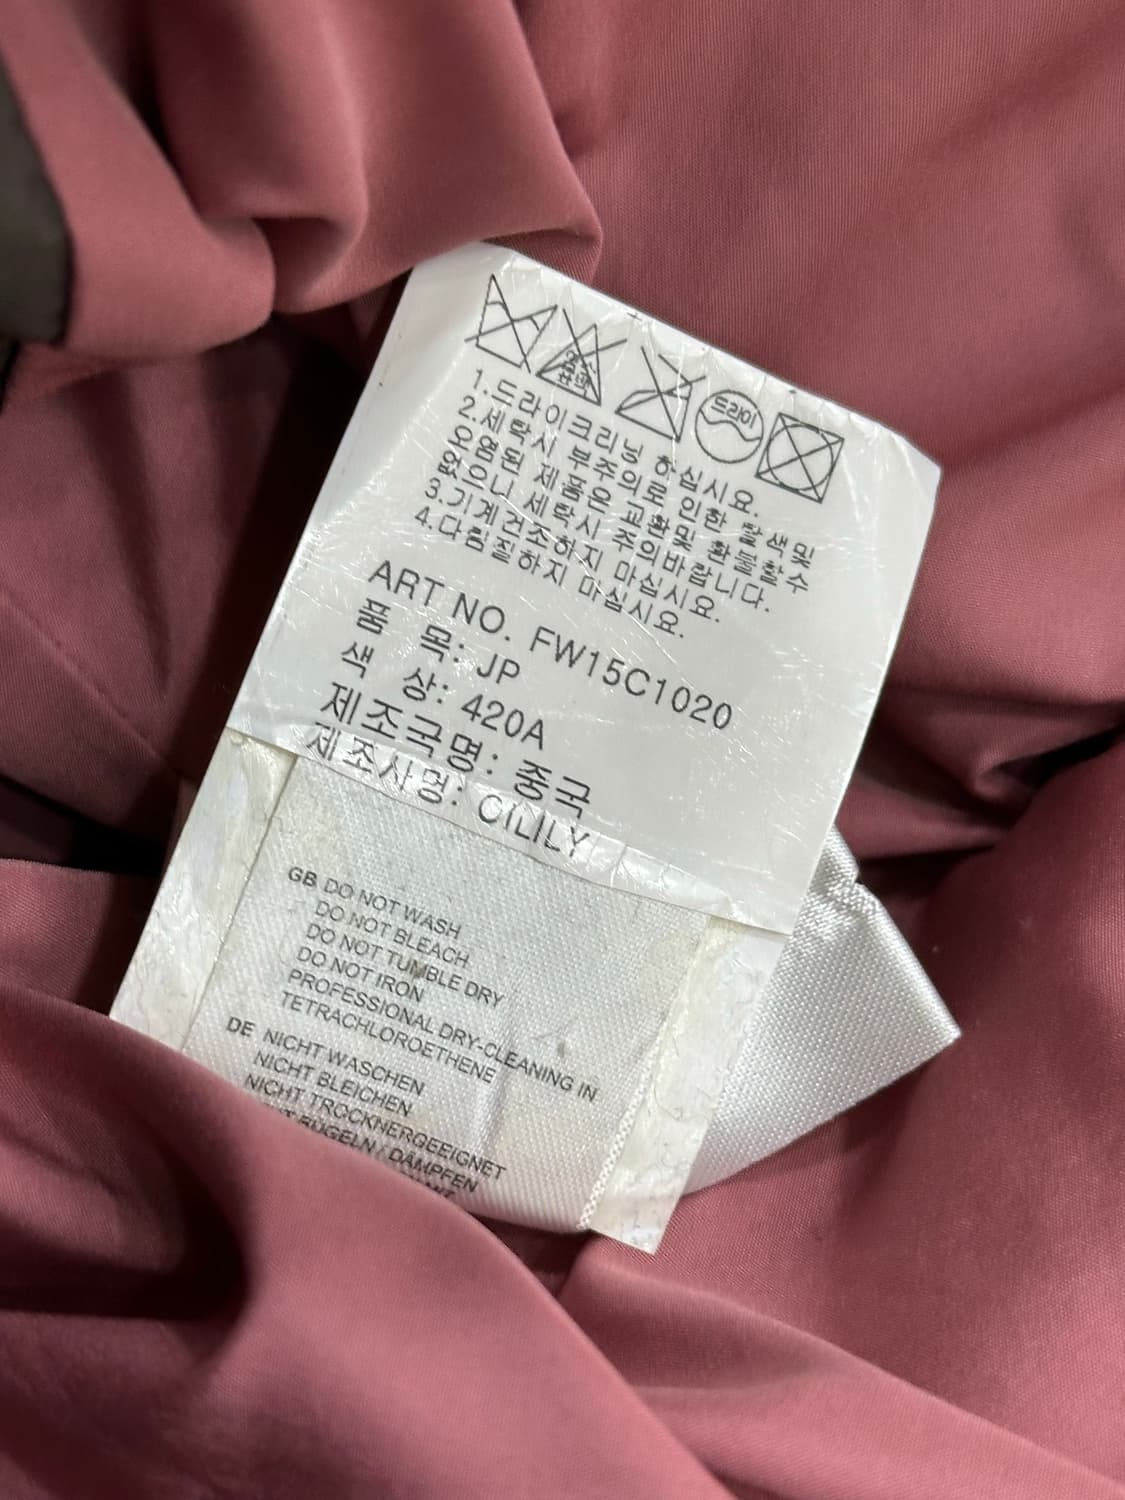 드라이
1.드라이크리닝 하십시요.
2.세탁시 부주의로인한 탈색및
오염된 제품은 교환및 환불할수
없으니 세탁시 주의바랍니다.
3.기계건조하지 마십시요.
4.다림질하지 마십시요.
ART NO. FW15C1020
품 목: JP
색 상: 420A
제조국명: 중국
제조사명: CILILY
GB DO NOT WASH
DO NOT BLEACH
DO NOT TUMBLE DRY
DO NOT IRON
PROFESSIONAL DRY-CLEANING IN
TETRACHLOROETHENE
DE NICHT WASCHEN
NICHT BLEICHEN
NICHT TROCKNERGEEIGNET
BÜGELN / DÄMPFEN